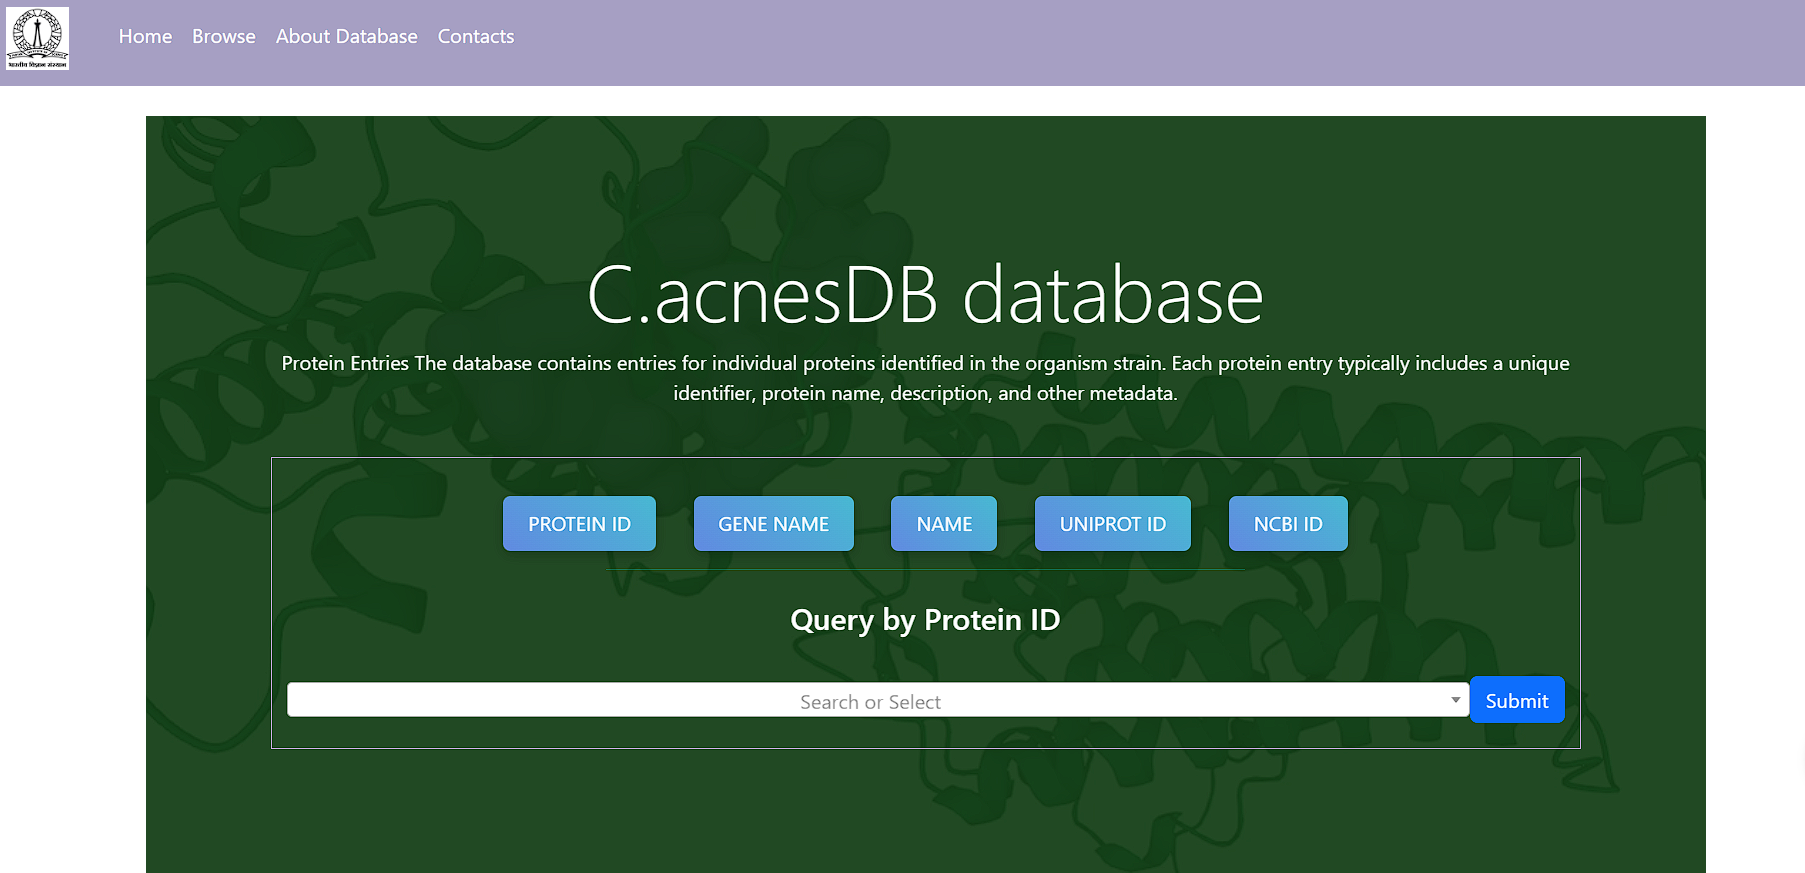 भारतीय विज्ञान संस्थान
Home Browse About Database Contacts
C.acnesDB database
Protein Entries The database contains entries for individual proteins identified in the organism strain. Each protein entry typically includes a unique
identifier, protein name, description, and other metadata.
PROTEIN ID GENE NAME NAME UNIPROT ID NCBI ID
Query by Protein ID
Search or Select Submit